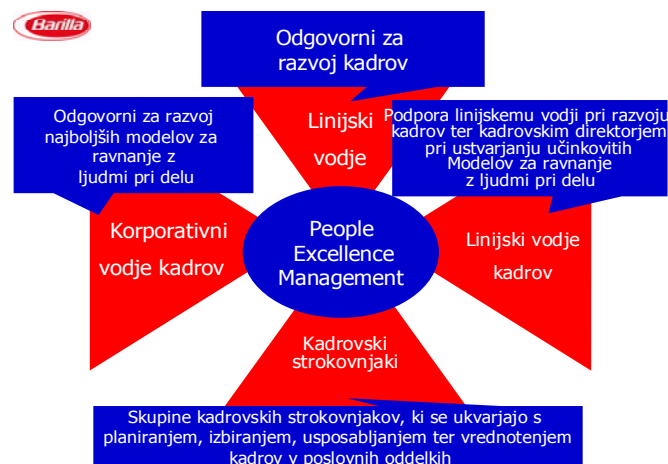 Barilla
Odgovorni za
razvoj kadrov
Linijski
vodje
Odgovorni za razvoj
najboljših modelov za
ravnanje z
ljudmi pri delu
Podpora linijskemu vodji pri razvoju
kadrov ter kadrovskim direktorjem
pri ustvarjanju učinkovitih
Modelov za ravnanje
z ljudmi pri delu
Korporativni
vodje kadrov
People
Excellence
Management
Linijski vodje
kadrov
Kadrovski
strokovnjaki
Skupine kadrovskih strokovnjakov, ki se ukvarjajo s
planiranjem, izbiranjem, usposabljanjem ter vrednotenjem
kadrov v poslovnih oddelkih